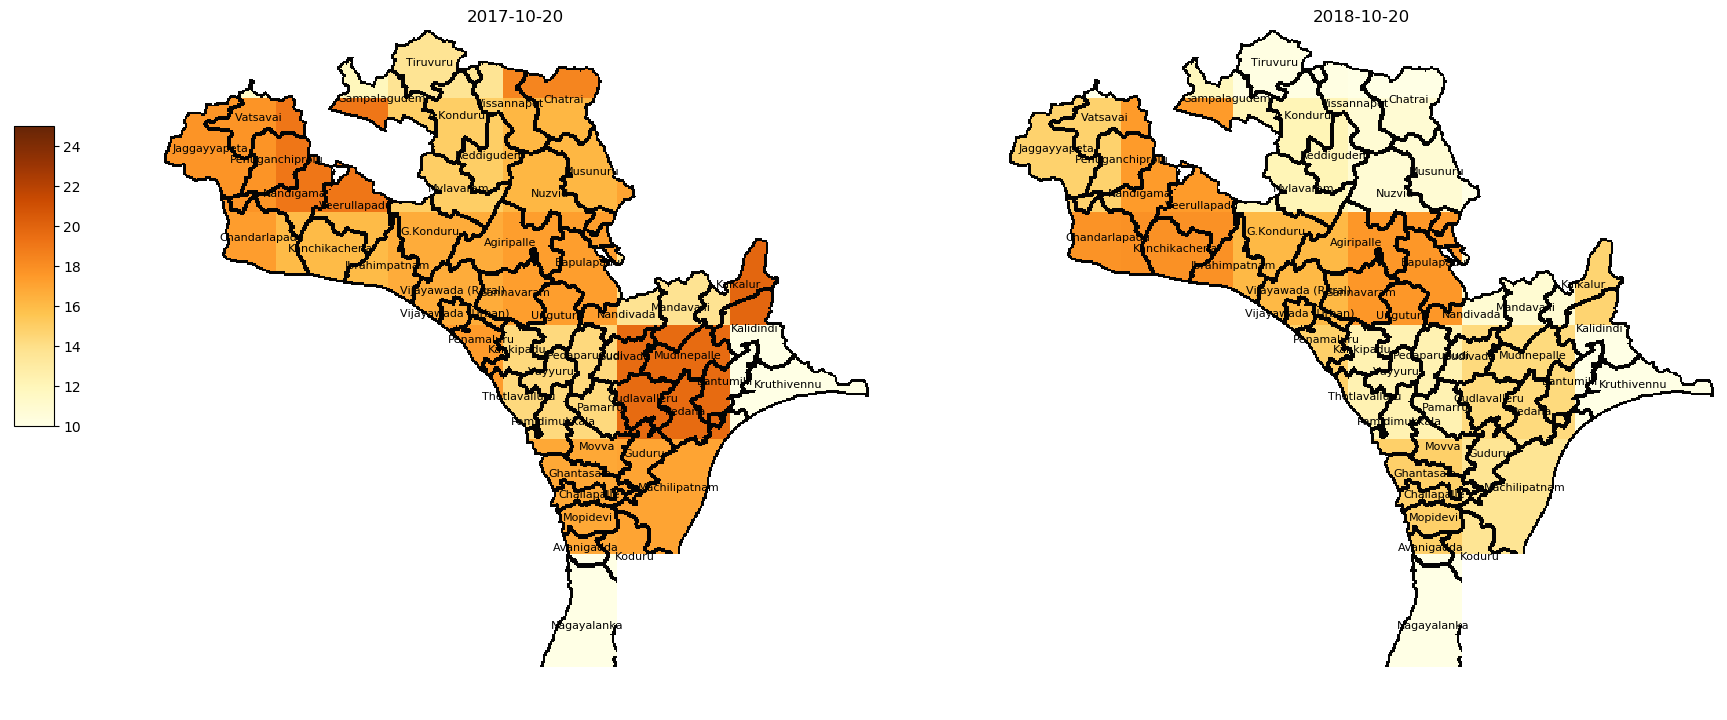 2017-10-20
2018-10-20
24
22
20
18
16
14
12
10
Tiruvuru
Gampalagudem
Vissannapet
Chatrai
Vatsavai
A.Konduru
Jaggayyapeta
Penuganchiprolu
Reddigudem
Musunuru
Nandigama
Veerullapadu
Mylavaram
Nuzvid
Chandarlapadu
Kanchikacherla
G.Konduru
Agiripalle
Ibrahimpatnam
Bapulapadu
Vijayawada (Rural)
Gannavaram
Kaikalur
Vijayawada (Urban)
Unguturu
Nandivada
Mandavalli
Kalidindi
Penamaluru
Kankipadu
Pedaparupudi
Gudivada
Mudinepalle
Vayyuru
Bantumilli
Kruthivennu
Thotlavalluru
Pamarru
Gudlavalleru
Pedana
Pamidimukkala
Movva
Guduru
Ghantasala
Machilipatnam
Challapalle
Mopidevi
Avanigadda
Koduru
Nagayalanka
Tiruvuru
Gampalagudem
Vissannapet
Chatrai
Vatsavai
A.Konduru
Jaggayyapeta
Penuganchiprolu
Reddigudem
Musunuru
Nandigama
Veerullapadu
Mylavaram
Nuzvid
Chandarlapadu
Kanchikacherla
G.Konduru
Agiripalle
Ibrahimpatnam
Bapulapadu
Vijayawada (Rural)
Gannavaram
Kaikalur
Vijayawada (Urban)
Unguturu
Nandivada
Mandavalli
Kalidindi
Penamaluru
Kankipadu
Pedaparupudi
Gudivada
Mudinepalle
Vayyuru
Bantumilli
Kruthivennu
Thotlavalluru
Pamarru
Gudlavalleru
Pedana
Pamidimukkala
Movva
Guduru
Ghantasala
Machilipatnam
Challapalle
Mopidevi
Avanigadda
Koduru
Nagayalanka